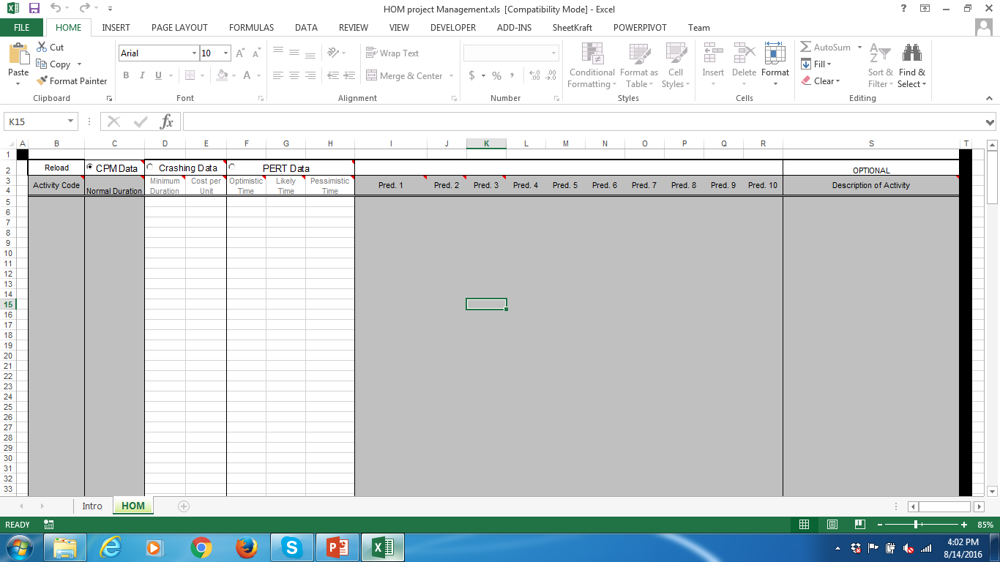 HOM project Management.xls [Compatibility Mode] - Excel
?
FILE HOME INSERT PAGE LAYOUT FORMULAS DATA REVIEW VIEW DEVELOPER ADD-INS SheetKraft POWERPIVOT Team
Paste
Cut
Copy
Format Painter
Clipboard
Arial 10 A A
B I U A
Font
Wrap Text
Merge & Center
Alignment
$ % ,
.0 .00
.00 .0
Number
Conditional Formatting
Format as Table
Cell Styles
Styles
Insert Delete Format
Cells
AutoSum
Fill
Clear
Sort & Filter
Find & Select
Editing
K15 fx
A B C D E F G H I J K L M N O P Q R S T
1
2 Reload CPM Data Crashing Data PERT Data OPTIONAL
3 Activity Code Normal Duration Minimum Duration Cost per Unit Optimistic Time Likely Time Pessimistic Time Pred. 1 Pred. 2 Pred. 3 Pred. 4 Pred. 5 Pred. 6 Pred. 7 Pred. 8 Pred. 9 Pred. 10 Description of Activity
4
5
6
7
8
9
10
11
12
13
14
15
16
17
18
19
20
21
22
23
24
25
26
27
28
29
30
31
32
33
Intro HOM
READY 85%
4:02 PM
8/14/2016